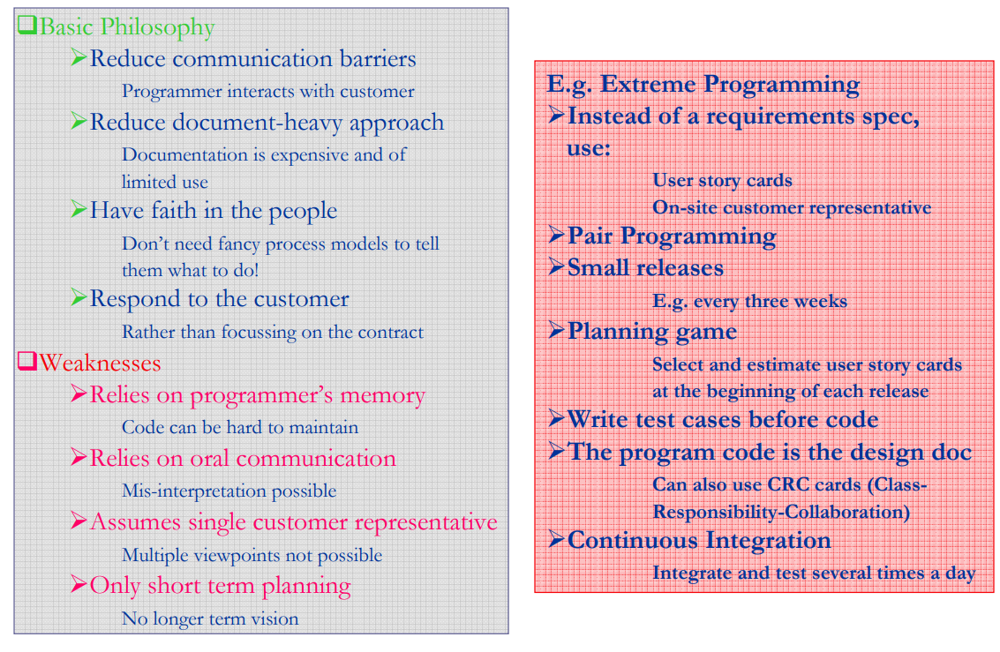 ❑Basic Philosophy
➢Reduce communication barriers
Programmer interacts with customer
➢Reduce document-heavy approach
Documentation is expensive and of
limited use
➢Have faith in the people
Don’t need fancy process models to tell
them what to do!
➢Respond to the customer
Rather than focussing on the contract
❑Weaknesses
➢Relies on programmer’s memory
Code can be hard to maintain
➢Relies on oral communication
Mis-interpretation possible
➢Assumes single customer representative
Multiple viewpoints not possible
➢Only short term planning
No longer term vision
E.g. Extreme Programming
➢Instead of a requirements spec,
use:
User story cards
On-site customer representative
➢Pair Programming
➢Small releases
E.g. every three weeks
➢Planning game
Select and estimate user story cards
at the beginning of each release
➢Write test cases before code
➢The program code is the design doc
Can also use CRC cards (Class-
Responsibility-Collaboration)
➢Continuous Integration
Integrate and test several times a day